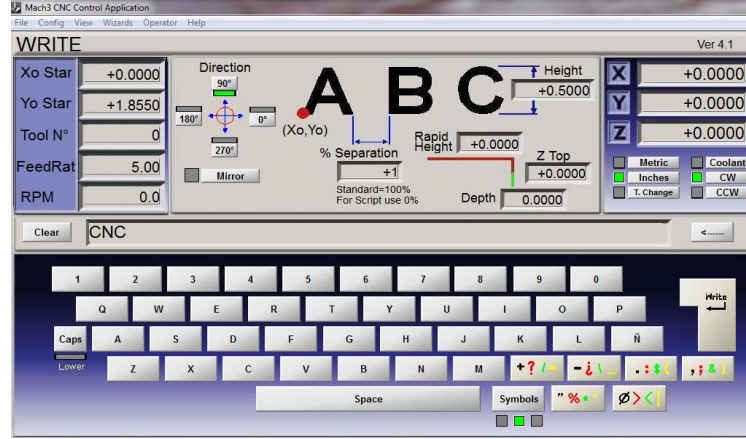 Mach3 CNC Control Application
File Config View Wizards Operator Help
WRITE
Ver 4.1
Xo Star +0.0000
Yo Star +1.8550
Tool N° 0
FeedRat 5.00
RPM 0.0
Direction
90°
180°
0°
270°
Mirror
A B C
(Xo,Yo)
Height
+0.5000
% Separation
+1
Standard=100%
For Script use 0%
Rapid
Height +0.0000
Z Top
+0.0000
Depth 0.0000
X +0.0000
Y +0.0000
Z +0.0000
Metric Coolant
Inches CW
T. Change CCW
Clear CNC <------
1 2 3 4 5 6 7 8 9 0
Q W E R T Y U I O P
Write
Caps A S D F G H J K L Ñ
Lower
Z X C V B N M + ? / = - ¿ \ _ . : $ ( , ; & )
Space Symbols " % Ø > < |